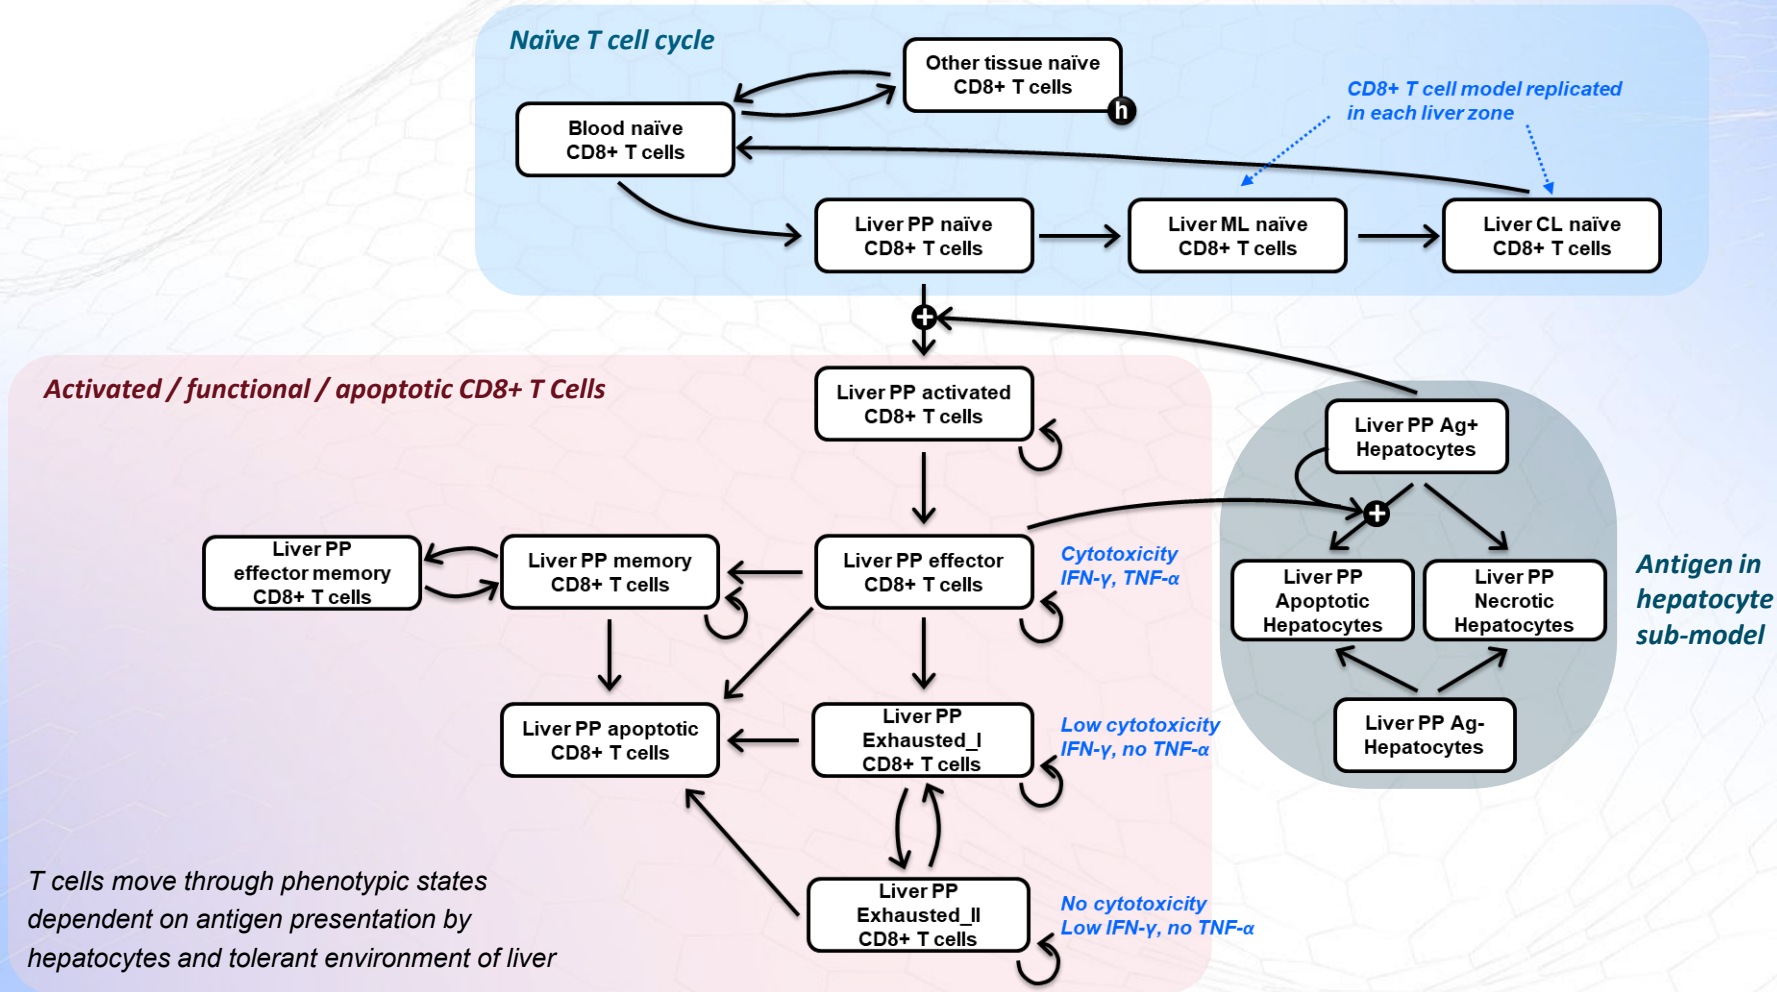 Naïve T cell cycle
Other tissue naïve
CD8+ T cells
h
CD8+ T cell model replicated
in each liver zone
Blood naïve
CD8+ T cells
Liver PP naïve
CD8+ T cells
Liver ML naïve
CD8+ T cells
Liver CL naïve
CD8+ T cells
+
Activated / functional / apoptotic CD8+ T Cells
Liver PP activated
CD8+ T cells
Liver PP Ag+
Hepatocytes
+
Liver PP
effector memory
CD8+ T cells
Liver PP memory
CD8+ T cells
Liver PP effector
CD8+ T cells
Cytotoxicity
IFN-γ, TNF-α
Liver PP
Apoptotic
Hepatocytes
Liver PP
Necrotic
Hepatocytes
Antigen in
hepatocyte
sub-model
Liver PP apoptotic
CD8+ T cells
Liver PP
Exhausted_I
CD8+ T cells
Low cytotoxicity
IFN-γ, no TNF-α
Liver PP Ag-
Hepatocytes
T cells move through phenotypic states
dependent on antigen presentation by
hepatocytes and tolerant environment of liver
Liver PP
Exhausted_II
CD8+ T cells
No cytotoxicity
Low IFN-γ, no TNF-α